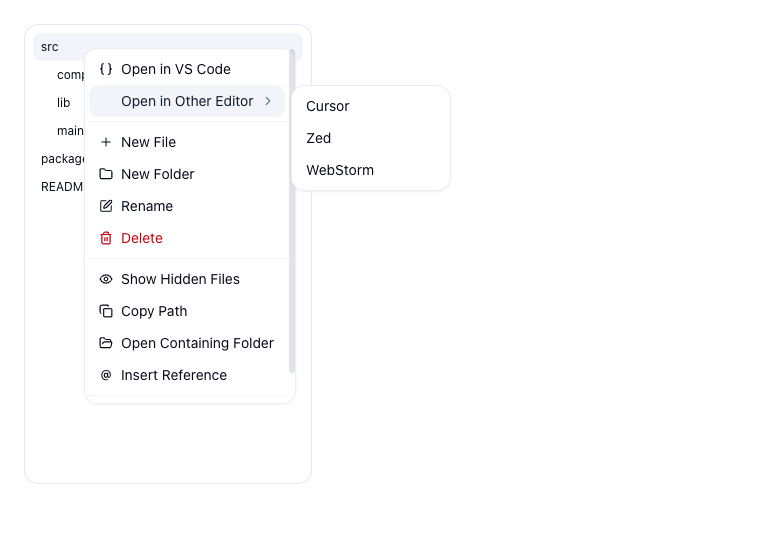 src
comp
lib
main
package
READM
Open in VS Code
Open in Other Editor
New File
New Folder
Rename
Delete
Show Hidden Files
Copy Path
Open Containing Folder
Insert Reference
Cursor
Zed
WebStorm